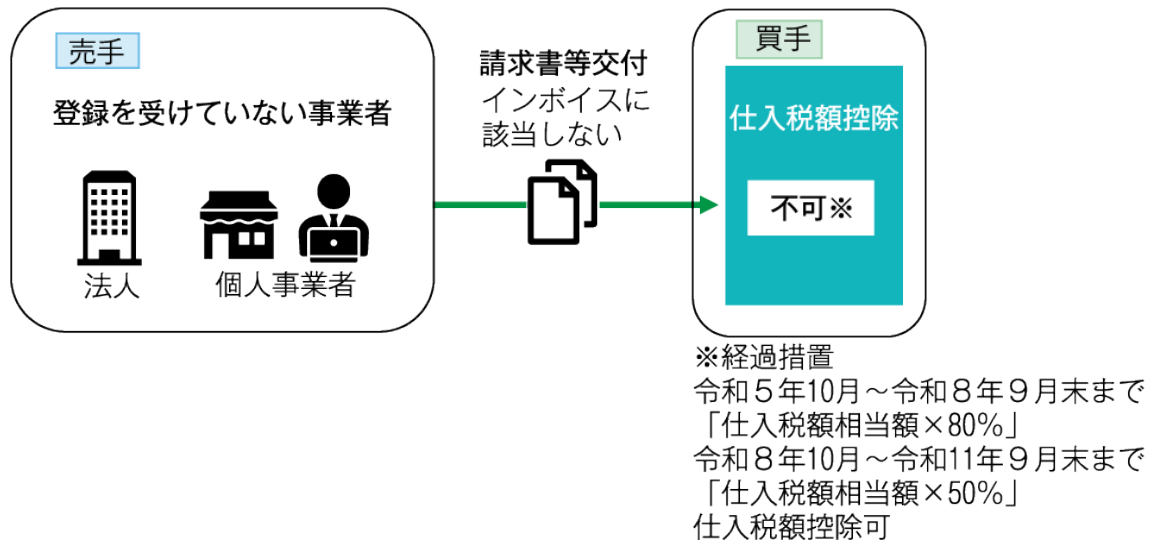 売手
登録を受けていない事業者
法人
個人事業者
請求書等交付
インボイスに
該当しない
買手
仕入税額控除
不可※
※経過措置
令和５年10月～令和８年９月末まで
「仕入税額相当額×80%」
令和８年10月～令和11年９月末まで
「仕入税額相当額×50%」
仕入税額控除可